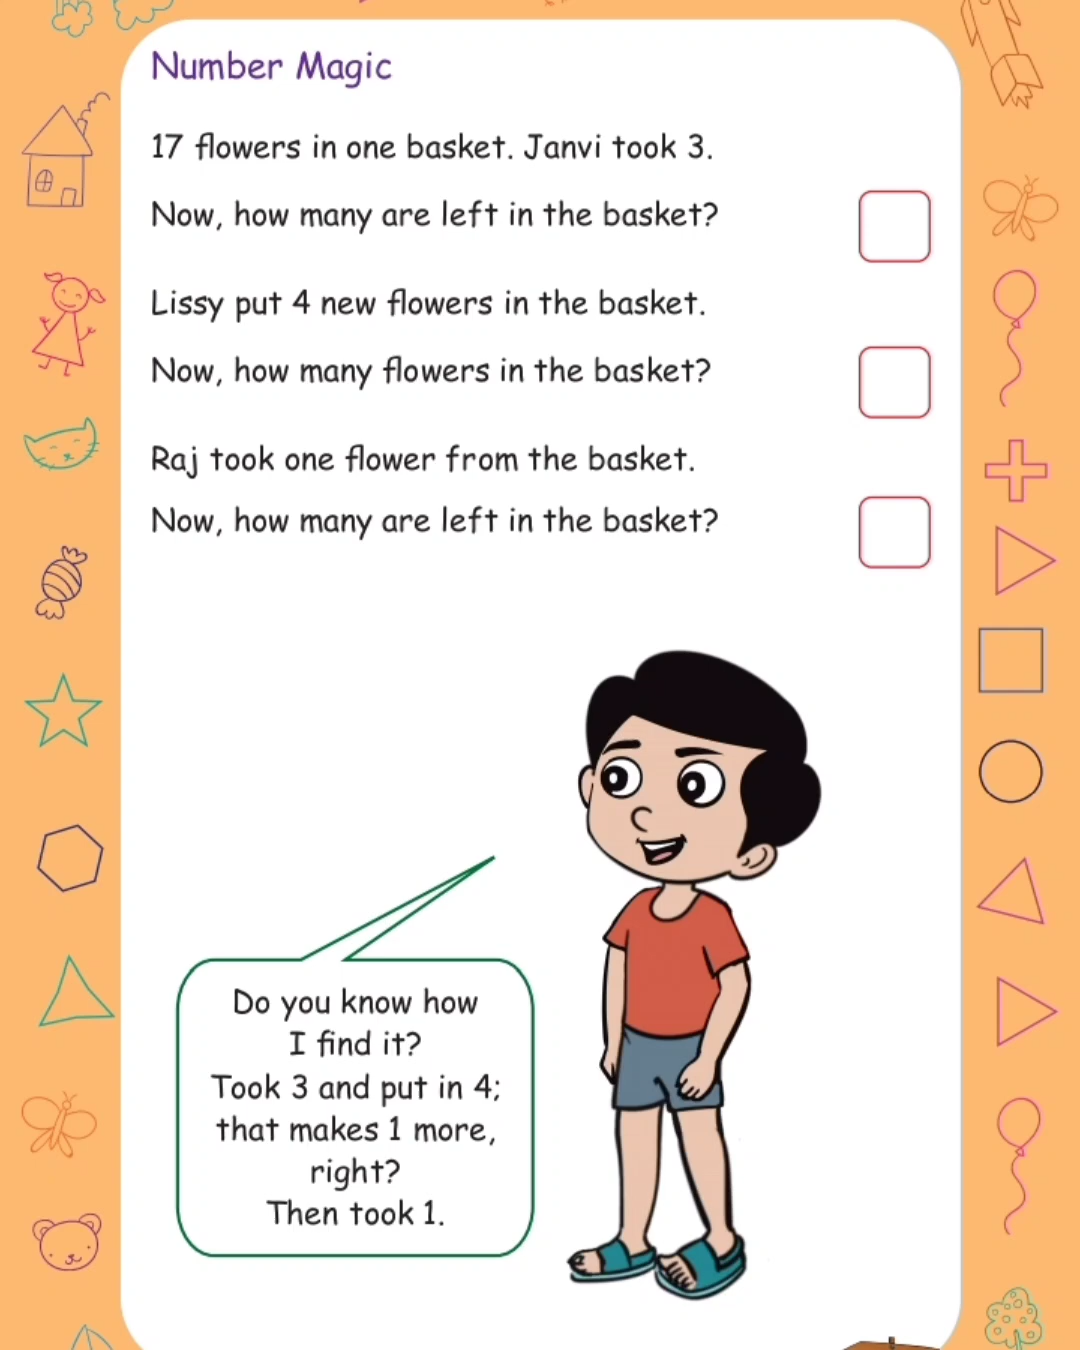 Number Magic
17 flowers in one basket. Janvi took 3.
Now, how many are left in the basket?
Lissy put 4 new flowers in the basket.
Now, how many flowers in the basket?
Raj took one flower from the basket.
Now, how many are left in the basket?
Do you know how
I find it?
Took 3 and put in 4;
that makes 1 more,
right?
Then took 1.